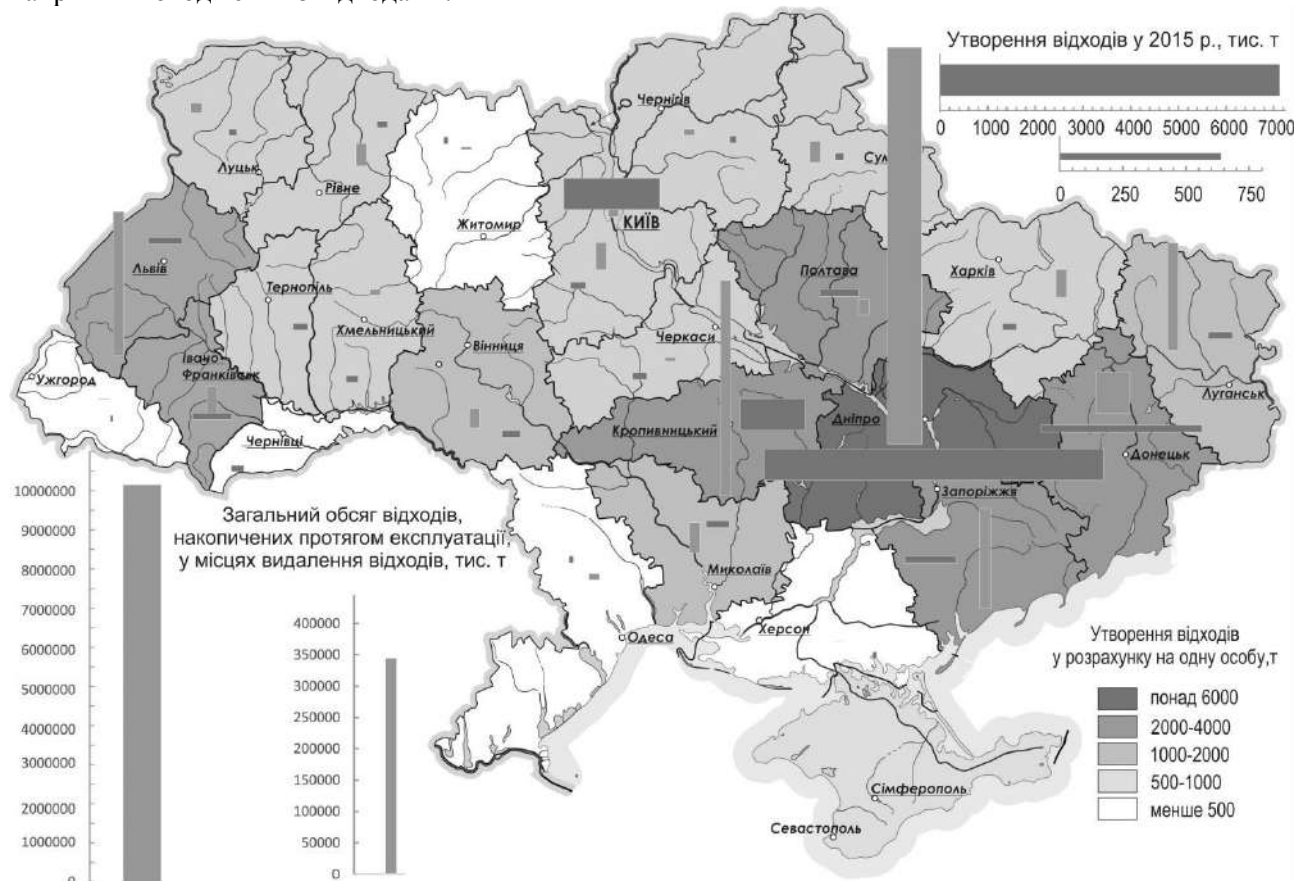 Утворення відходів у 2015 р., тис. т
0 1000 2000 3000 4000 5000 6000 7000
0 250 500 750
Чернігів
Сул
Луцьк
Рівне
Житомир
КИЇВ
Львів
Тернопіль
Хмельницький
Вінниця
Черкаси
Полтава
Харків
Ужгород
Івано
Франківськ
Чернівці
Кропивницький
Дніпро
Донецьк
Луганськ
Запоріжжя
Миколаїв
Херсон
Одеса
Сімферополь
Севастополь
Загальний обсяг відходів,
накопичених протягом експлуатації,
у місцях видалення відходів, тис. т
10000000
9000000
8000000
7000000
6000000
5000000
4000000
3000000
2000000
1000000
0
400000
350000
300000
250000
200000
150000
100000
50000
0
Утворення відходів
у розрахунку на одну особу,т
понад 6000
2000-4000
1000-2000
500-1000
менше 500